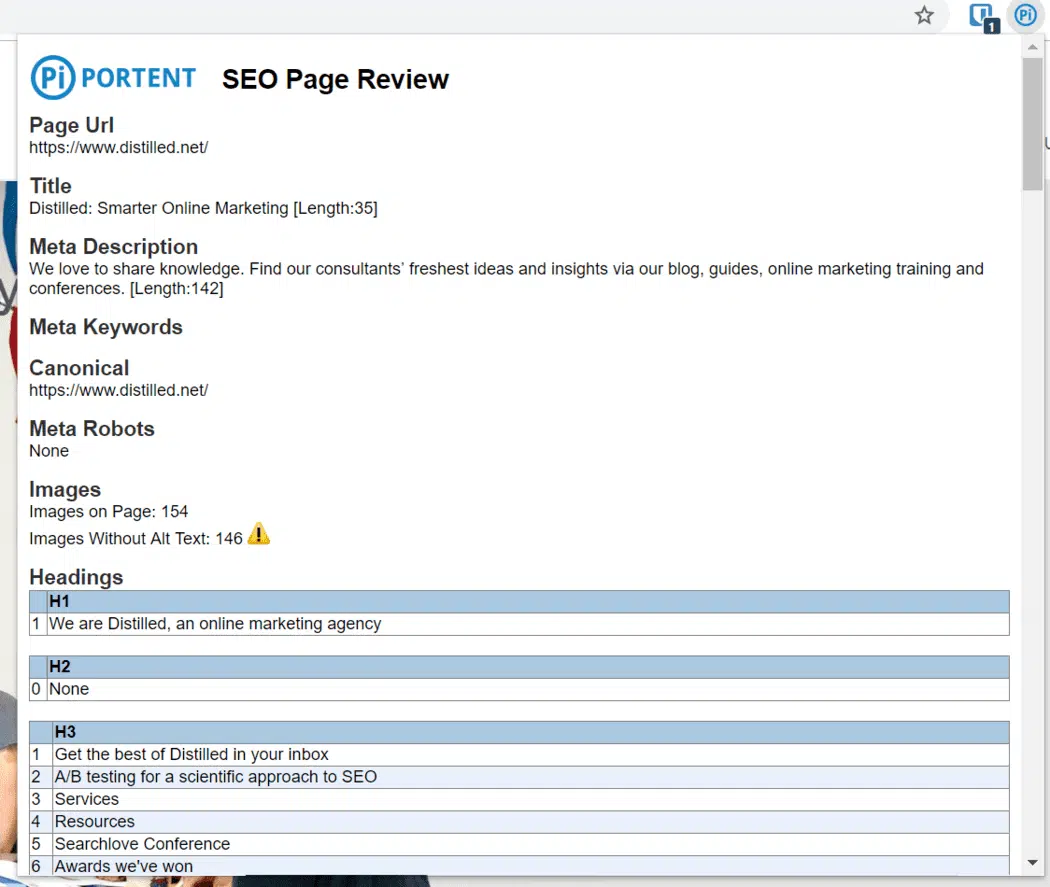 1
Pi
Pi PORTENT SEO Page Review
Page Url
https://www.distilled.net/
Title
Distilled: Smarter Online Marketing [Length:35]
Meta Description
We love to share knowledge. Find our consultants' freshest ideas and insights via our blog, guides, online marketing training and
conferences. [Length:142]
Meta Keywords
Canonical
https://www.distilled.net/
Meta Robots
None
Images
Images on Page: 154
Images Without Alt Text: 146
Headings
H1
1 We are Distilled, an online marketing agency
H2
0 None
H3
1 Get the best of Distilled in your inbox
2 A/B testing for a scientific approach to SEO
3 Services
4 Resources
5 Searchlove Conference
6 Awards we've won